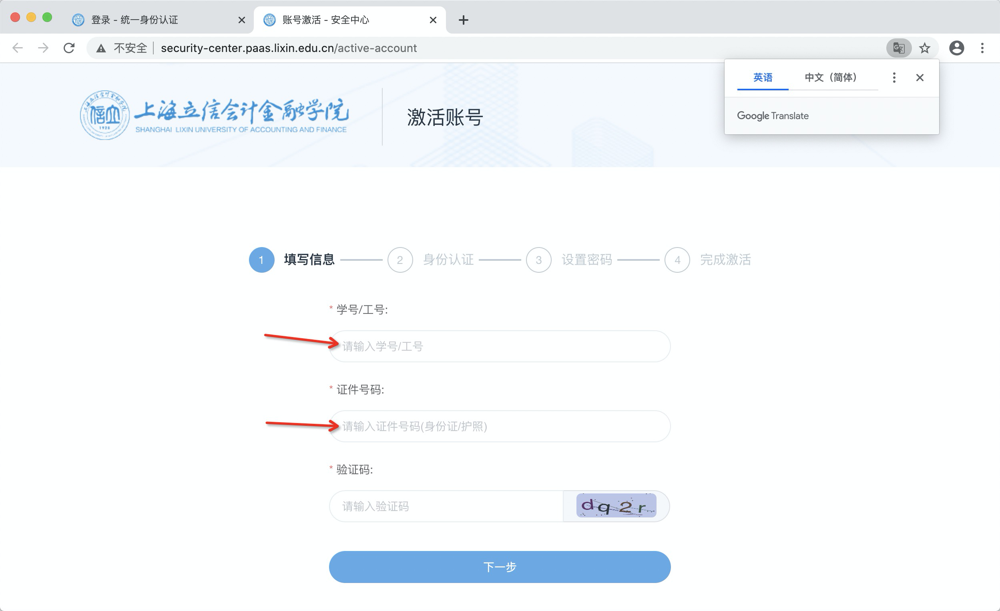 登录 - 统一身份认证
账号激活 - 安全中心
不安全
security-center.paas.lixin.edu.cn/active-account
英语
中文（简体）
Google Translate
上海立信会计金融学院
SHANGHAI LIXIN UNIVERSITY OF ACCOUNTING AND FINANCE
信立
1928
激活账号
1 填写信息
2 身份认证
3 设置密码
4 完成激活
* 学号/工号:
请输入学号/工号
* 证件号码:
请输入证件号码(身份证/护照)
* 验证码:
请输入验证码
dq2r
下一步